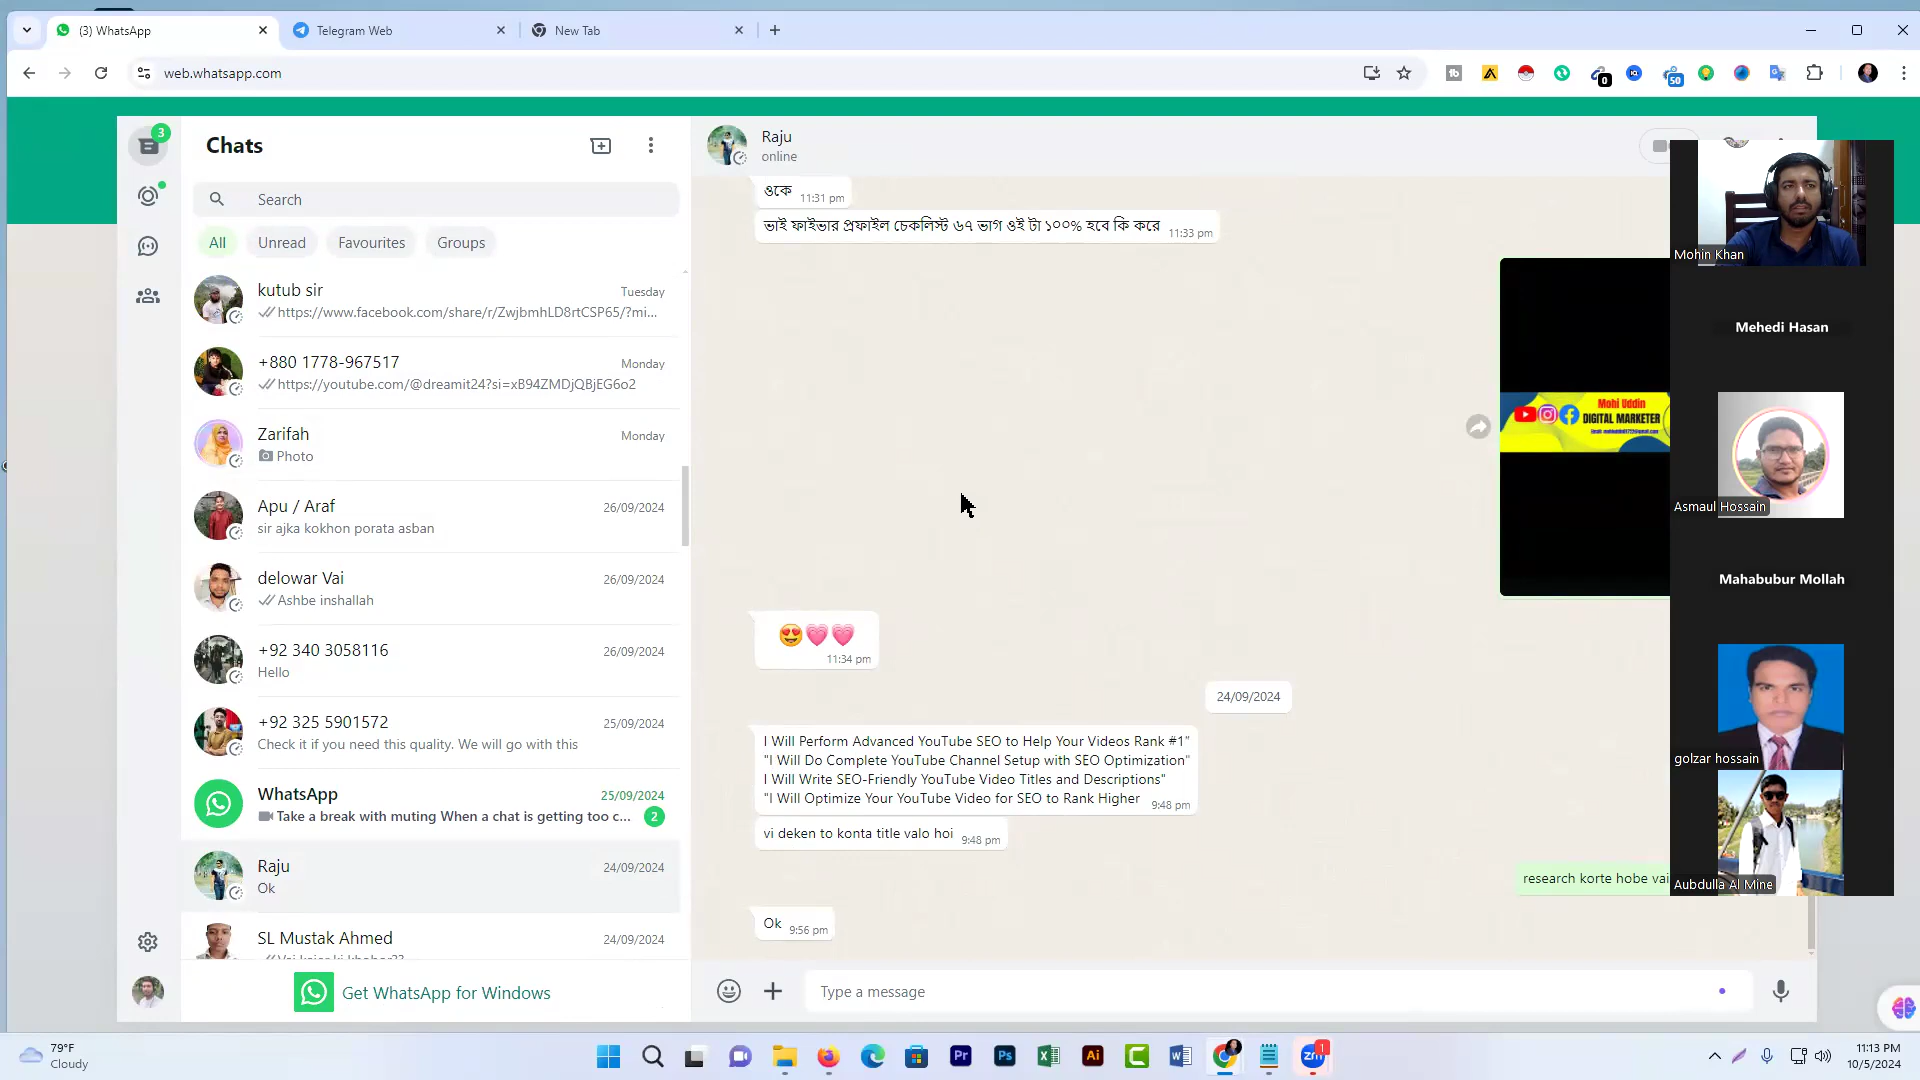 (3) WhatsApp
Telegram Web
New Tab
web.whatsapp.com
0
50
3
Chats
Search
All
Unread
Favourites
Groups
kutub sir
Tuesday
https://www.facebook.com/share/r/ZwjbmhLD8rtCSP65/?mi...
+880 1778-967517
Monday
https://youtube.com/@dreamit24?si=xB94ZMDjQBjEG6o2
Zarifah
Monday
Photo
Apu / Araf
26/09/2024
sir ajka kokhon porata asban
delowar Vai
26/09/2024
Ashbe inshallah
+92 340 3058116
26/09/2024
Hello
+92 325 5901572
25/09/2024
Check it if you need this quality. We will go with this
WhatsApp
25/09/2024
Take a break with muting When a chat is getting too c...
2
Raju
24/09/2024
Ok
SL Mustak Ahmed
24/09/2024
Get WhatsApp for Windows
Raju
online
ওকে
11:31 pm
ভাই ফাইভার প্রফাইল চেকলিস্ট ৬৭ ভাগ ওই টা ১০০% হবে কি করে
11:33 pm
Mohi Uddin
DIGITAL MARKETER
11:34 pm
24/09/2024
I Will Perform Advanced YouTube SEO to Help Your Videos Rank #1"
"I Will Do Complete YouTube Channel Setup with SEO Optimization"
I Will Write SEO-Friendly YouTube Video Titles and Descriptions"
"I Will Optimize Your YouTube Video for SEO to Rank Higher
9:48 pm
vi deken to konta title valo hoi
9:48 pm
research korte hobe vai
Ok
9:56 pm
Type a message
Mohin Khan
Mehedi Hasan
Asmaul Hossain
Mahabubur Mollah
golzar hossain
Aubdulla Al Mine
79°F
Cloudy
Pr
Ps
Ai
zm
1
11:13 PM
10/5/2024